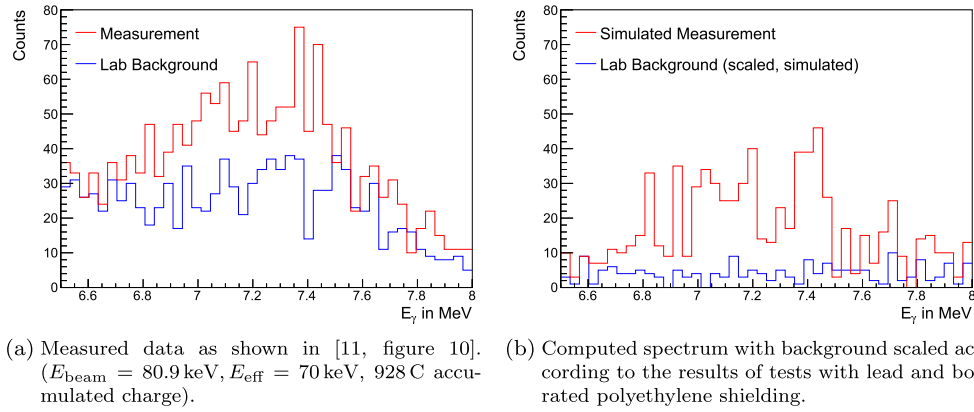 Counts
80
70
60
50
40
30
20
10
0
Measurement
Lab Background
6.6 6.8 7 7.2 7.4 7.6 7.8 8
Eγ in MeV
Counts
80
70
60
50
40
30
20
10
0
Simulated Measurement
Lab Background (scaled, simulated)
6.6 6.8 7 7.2 7.4 7.6 7.8 8
Eγ in MeV
(a) Measured data as shown in [11, figure 10].
(Ebeam = 80.9 keV, Eeff = 70 keV, 928 C accu-
mulated charge).
(b) Computed spectrum with background scaled ac
cording to the results of tests with lead and bo
rated polyethylene shielding.